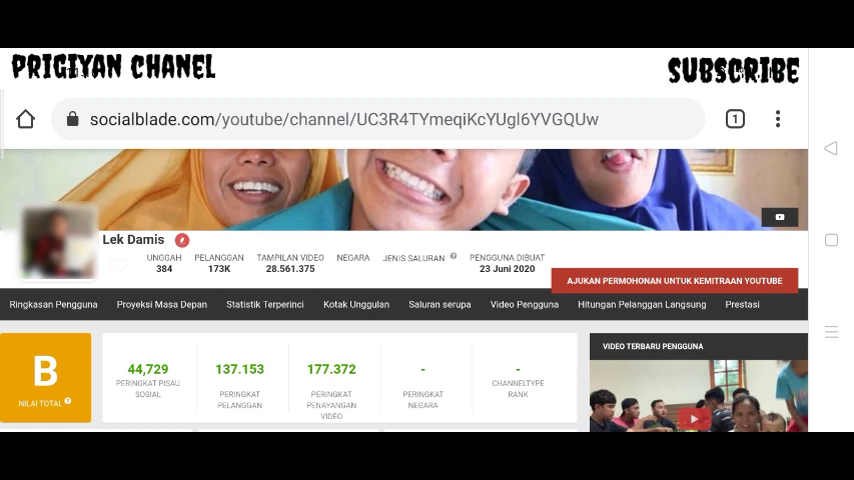 PRIGIYAN CHANEL
SUBSCRIBE
socialblade.com/youtube/channel/UC3R4TYmeqiKcYUgl6YVGQUw
1
Lek Damis
UNGGAH PELANGGAN TAMPILAN VIDEO NEGARA JENIS SALURAN ? PENGGUNA DIBUAT
384 173K 28.561.375 23 Juni 2020
AJUKAN PERMOHONAN UNTUK KEMITRAAN YOUTUBE
Ringkasan Pengguna Proyeksi Masa Depan Statistik Terperinci Kotak Unggulan Saluran serupa Video Pengguna Hitungan Pelanggan Langsung Prestasi
B
NILAI TOTAL ?
44,729
PERINGKAT PISAU
SOSIAL
137.153
PERINGKAT
PELANGGAN
177.372
PERINGKAT
PENAYANGAN
VIDEO
-
PERINGKAT
NEGARA
-
CHANNELTYPE
RANK
VIDEO TERBARU PENGGUNA